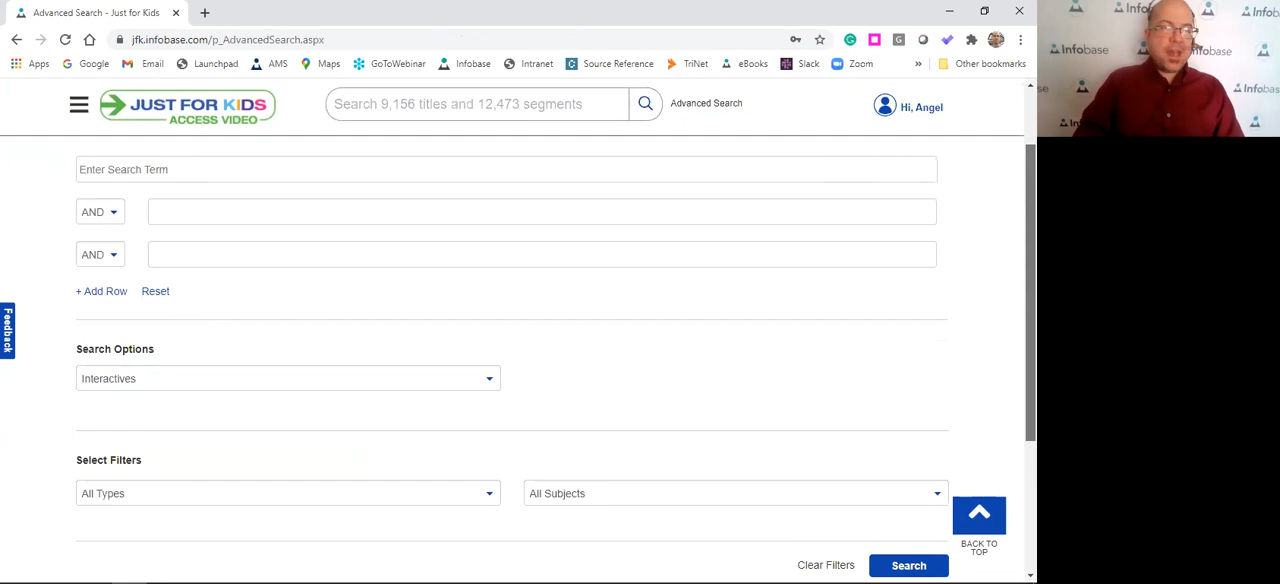 Advanced Search - Just for Kids
jfk.infobase.com/p_AdvancedSearch.aspx
Apps Google Email Launchpad AMS Maps GoToWebinar Infobase Intranet Source Reference TriNet eBooks Slack Zoom » Other bookmarks
JUST FOR KIDS
ACCESS VIDEO
Search 9,156 titles and 12,473 segments
Advanced Search
Hi, Angel
Enter Search Term
AND
AND
+ Add Row Reset
Feedback
Search Options
Interactives
Select Filters
All Types All Subjects
BACK TO
TOP
Clear Filters Search
Infobase